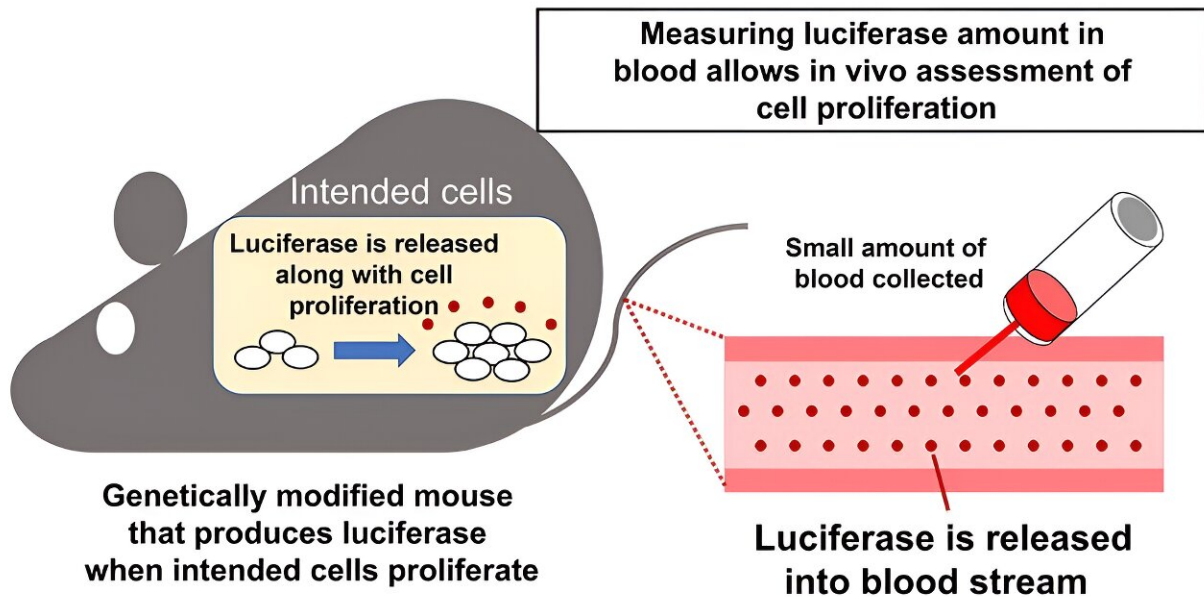 Measuring luciferase amount in
blood allows in vivo assessment of
cell proliferation
Intended cells
Luciferase is released
along with cell
proliferation
Small amount of
blood collected
Genetically modified mouse
that produces luciferase
when intended cells proliferate
Luciferase is released
into blood stream